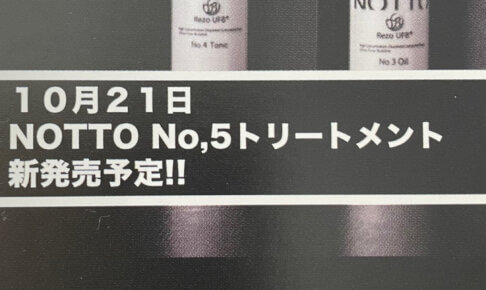 NOTTO
Rezo UFB
No.4 Tonic
Rezo UFB
No.3 Oil
１０月２１日
NOTTO No,5トリートメント
新発売予定!!